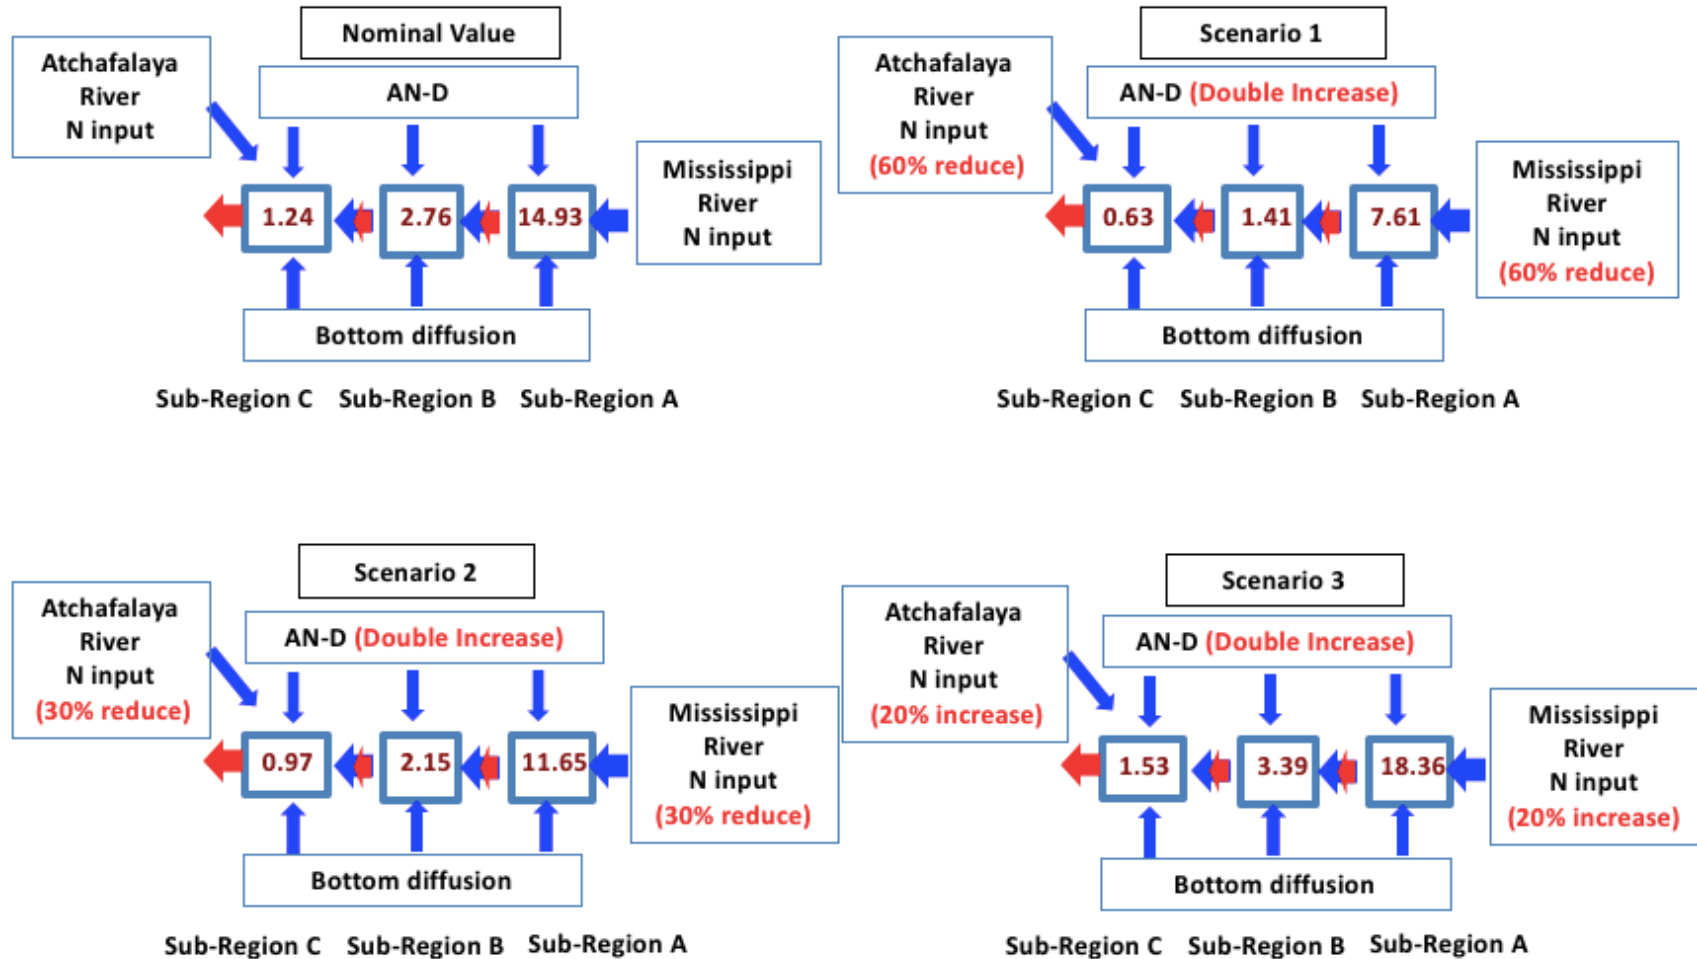 Nominal Value
Atchafalaya
River
N input
AN-D
Mississippi
River
N input
1.24
2.76
14.93
Bottom diffusion
Sub-Region C
Sub-Region B
Sub-Region A
Scenario 1
Atchafalaya
River
N input
(60% reduce)
AN-D (Double Increase)
Mississippi
River
N input
(60% reduce)
0.63
1.41
7.61
Bottom diffusion
Sub-Region C
Sub-Region B
Sub-Region A
Scenario 2
Atchafalaya
River
N input
(30% reduce)
AN-D (Double Increase)
Mississippi
River
N input
(30% reduce)
0.97
2.15
11.65
Bottom diffusion
Sub-Region C
Sub-Region B
Sub-Region A
Scenario 3
Atchafalaya
River
N input
(20% increase)
AN-D (Double Increase)
Mississippi
River
N input
(20% increase)
1.53
3.39
18.36
Bottom diffusion
Sub-Region C
Sub-Region B
Sub-Region A